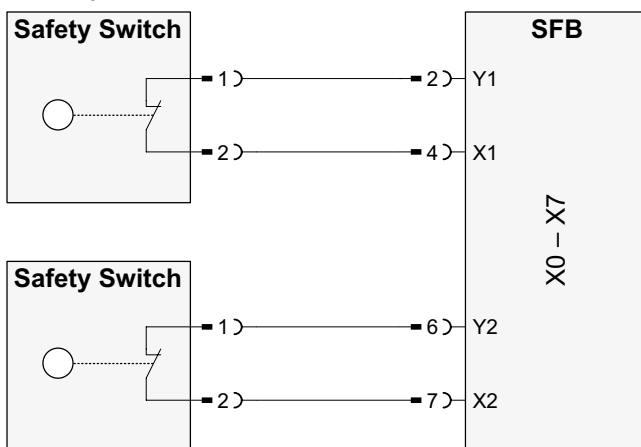 Safety Switch
SFB
1
2
Y1
2
4
X1
X0 – X7
Safety Switch
1
6
Y2
2
7
X2